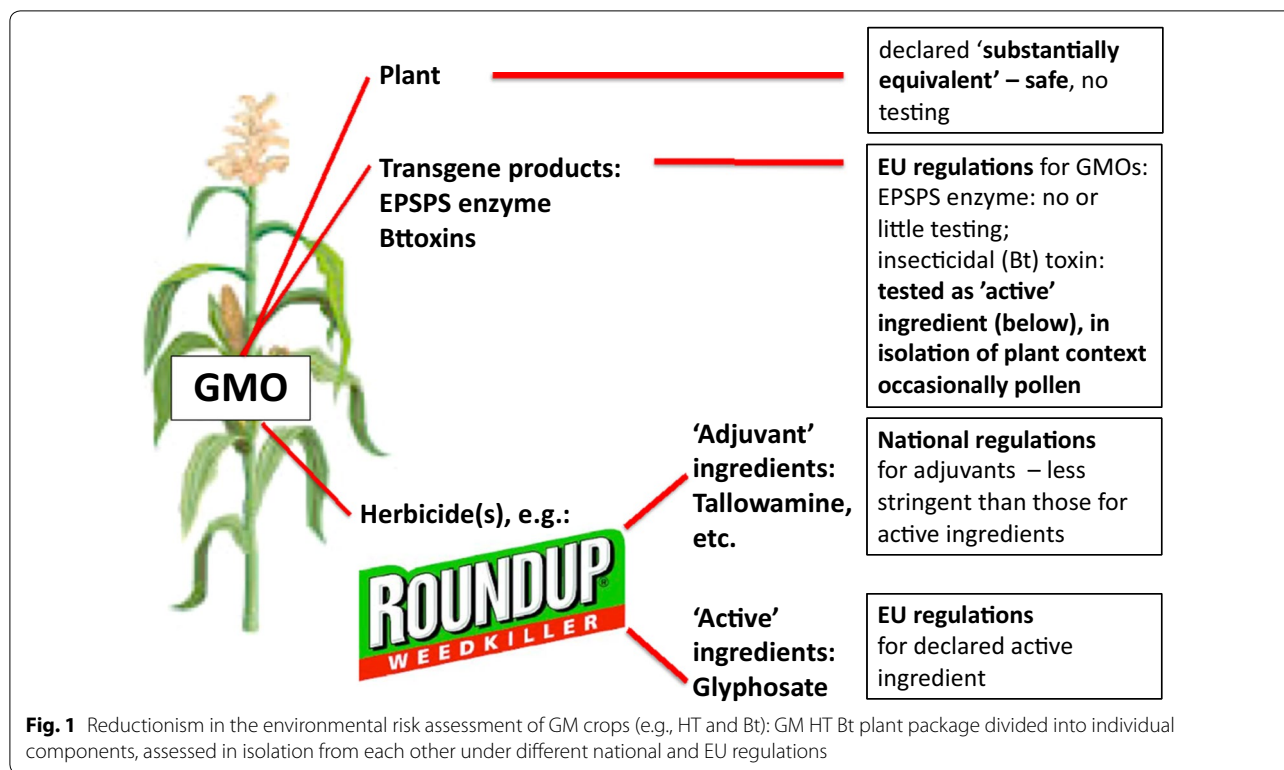 Plant
declared ‘substantially
equivalent’ – safe, no
testing
Transgene products:
EPSPS enzyme
Bttoxins
EU regulations for GMOs:
EPSPS enzyme: no or
little testing;
insecticidal (Bt) toxin:
tested as ’active’
ingredient (below), in
isolation of plant context
occasionally pollen
GMO
Herbicide(s), e.g.:
ROUNDUP®
WEEDKILLER
‘Adjuvant’
ingredients:
Tallowamine,
etc.
National regulations
for adjuvants – less
stringent than those for
active ingredients
‘Active’
ingredients:
Glyphosate
EU regulations
for declared active
ingredient
Fig. 1 Reductionism in the environmental risk assessment of GM crops (e.g., HT and Bt): GM HT Bt plant package divided into individual
components, assessed in isolation from each other under different national and EU regulations